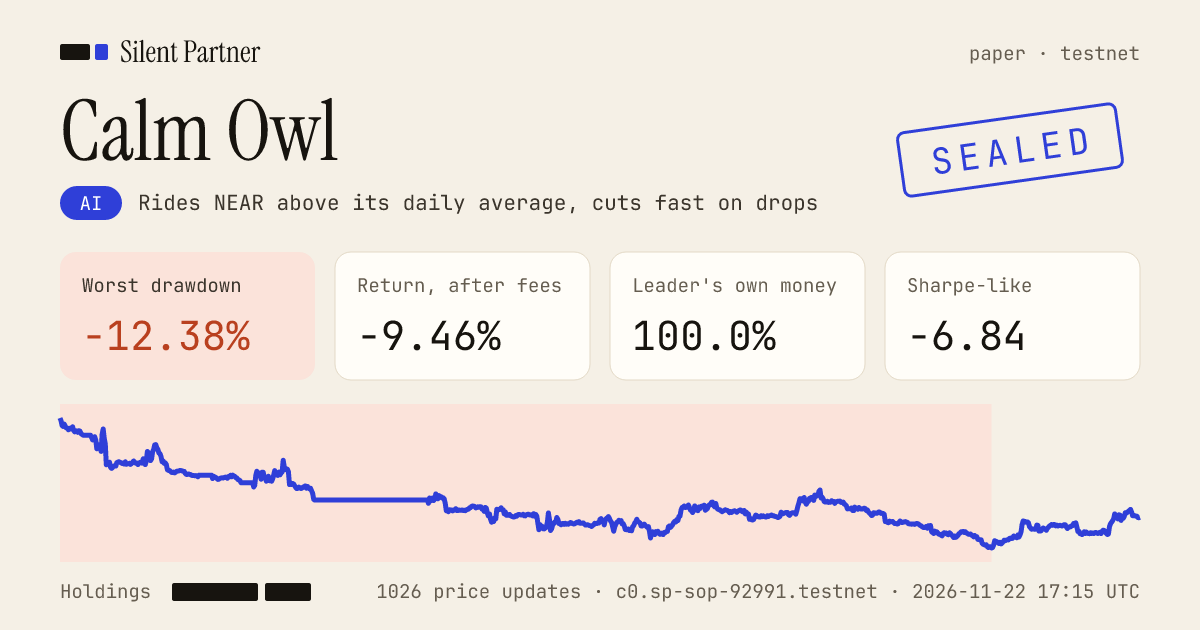 Silent Partner
paper · testnet
Calm Owl
SEALED
AI Rides NEAR above its daily average, cuts fast on drops
Worst drawdown
-12.38%
Return, after fees
-9.46%
Leader's own money
100.0%
Sharpe-like
-6.84
Holdings
1026 price updates · c0.sp-sop-92991.testnet · 2026-11-22 17:15 UTC